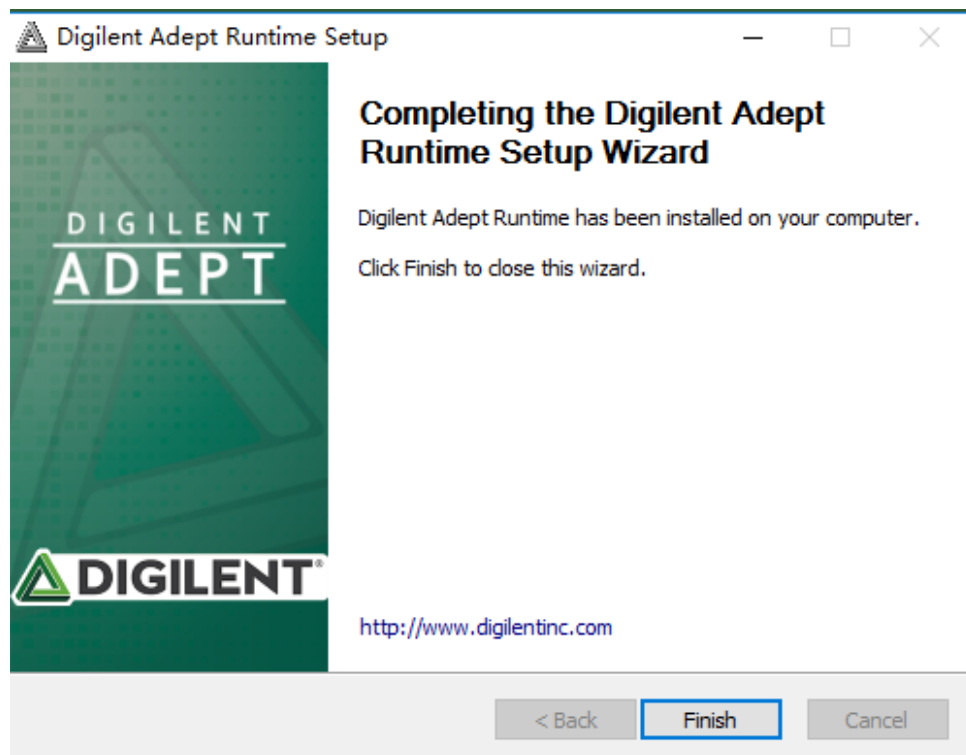 Digilent Adept Runtime Setup
Completing the Digilent Adept
Runtime Setup Wizard
Digilent Adept Runtime has been installed on your computer.
Click Finish to close this wizard.
DIGILENT
ADEPT
DIGILENT®
http://www.digilentinc.com
< Back
Finish
Cancel